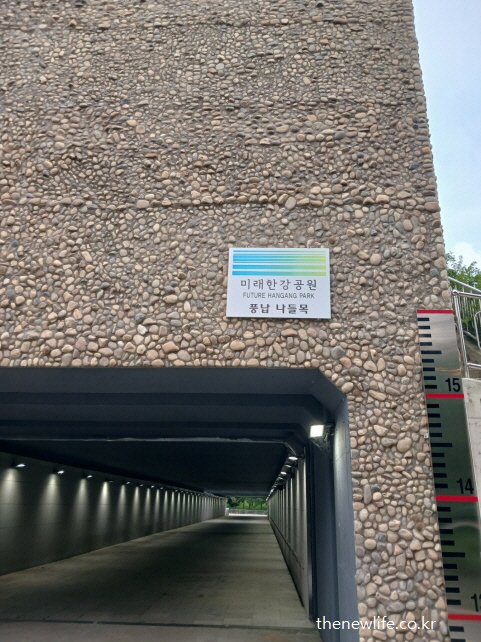 미래한강공원
FUTURE HANGANG PARK
풍납 나들목
15
14
thenewlife.co.kr